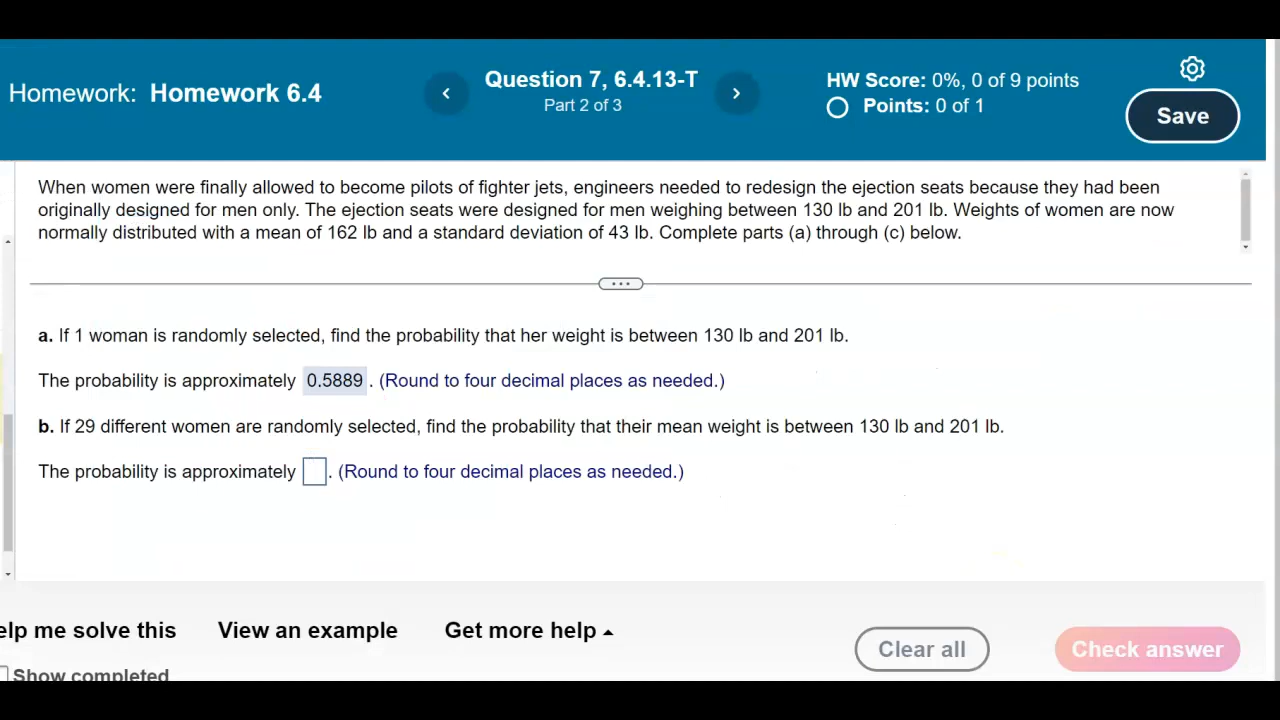 Homework: Homework 6.4
‹
Question 7, 6.4.13-T
Part 2 of 3
›
HW Score: 0%, 0 of 9 points
Points: 0 of 1
Save
When women were finally allowed to become pilots of fighter jets, engineers needed to redesign the ejection seats because they had been
originally designed for men only. The ejection seats were designed for men weighing between 130 lb and 201 lb. Weights of women are now
normally distributed with a mean of 162 lb and a standard deviation of 43 lb. Complete parts (a) through (c) below.
a. If 1 woman is randomly selected, find the probability that her weight is between 130 lb and 201 lb.
The probability is approximately 0.5889. (Round to four decimal places as needed.)
b. If 29 different women are randomly selected, find the probability that their mean weight is between 130 lb and 201 lb.
The probability is approximately . (Round to four decimal places as needed.)
elp me solve this
View an example
Get more help
Clear all
Check answer
Show completed